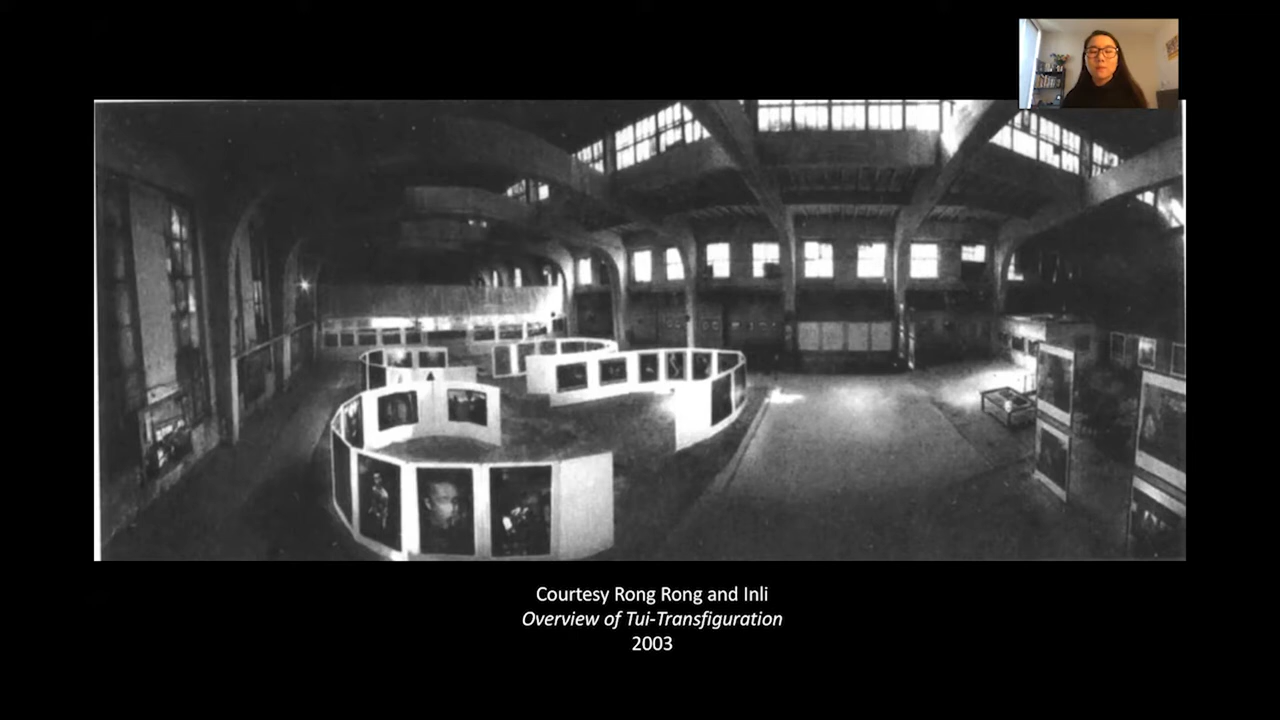 Courtesy Rong Rong and Inli
Overview of Tui-Transfiguration
2003